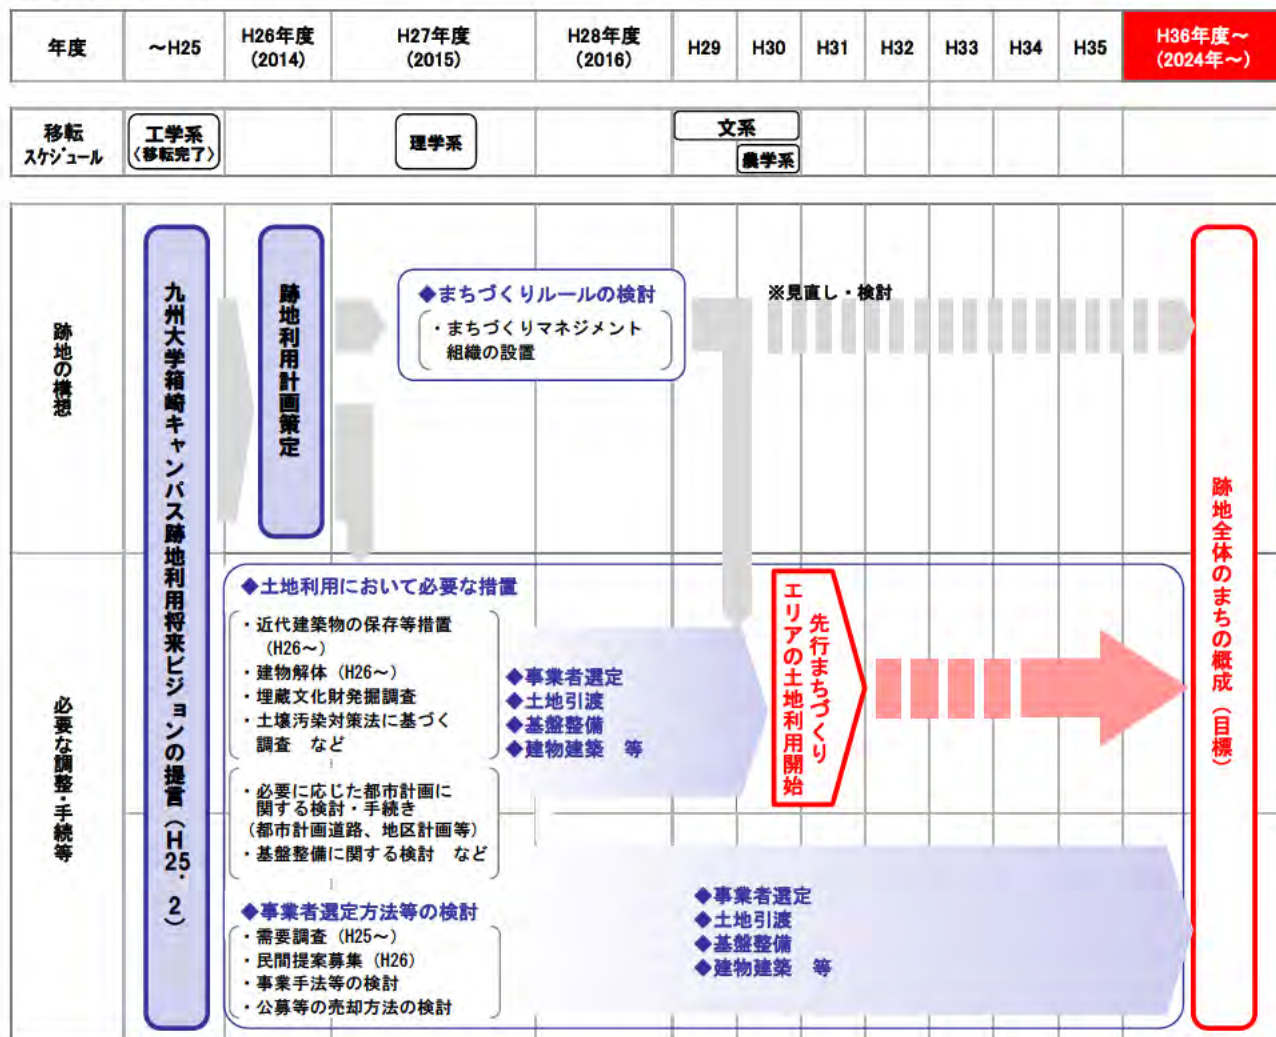 年度
～H25
H26年度
(2014)
H27年度
(2015)
H28年度
(2016)
H29
H30
H31
H32
H33
H34
H35
H36年度～
(2024年～)
移転
スケジュール
工学系
〈移転完了〉
理学系
文系
農学系
跡地の構想
九州大学箱崎キャンパス跡地利用将来ビジョンの提言（H25．2）
跡地利用計画策定
◆まちづくりルールの検討
・まちづくりマネジメント
組織の設置
※見直し・検討
跡地全体のまちの概成（目標）
必要な調整・手続等
◆土地利用において必要な措置
・近代建築物の保存等措置
(H26～)
・建物解体（H26～）
・埋蔵文化財発掘調査
・土壌汚染対策法に基づく
調査　など
・必要に応じた都市計画に
関する検討・手続き
（都市計画道路、地区計画等）
・基盤整備に関する検討　など
◆事業者選定
◆土地引渡
◆基盤整備
◆建物建築　等
先行まちづくり
エリアの土地利用開始
◆事業者選定方法等の検討
・需要調査（H25～）
・民間提案募集（H26）
・事業手法等の検討
・公募等の売却方法の検討
◆事業者選定
◆土地引渡
◆基盤整備
◆建物建築　等